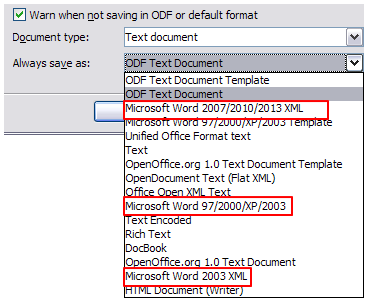 Warn when not saving in ODF or default format
Document type: Text document
Always save as: ODF Text Document
ODF Text Document Template
ODF Text Document
Microsoft Word 2007/2010/2013 XML
Microsoft Word 97/2000/XP/2003 Template
Unified Office Format text
Text
OpenOffice.org 1.0 Text Document Template
OpenDocument Text (Flat XML)
Office Open XML Text
Microsoft Word 97/2000/XP/2003
Text Encoded
Rich Text
DocBook
OpenOffice.org 1.0 Text Document
Microsoft Word 2003 XML
HTML Document (Writer)